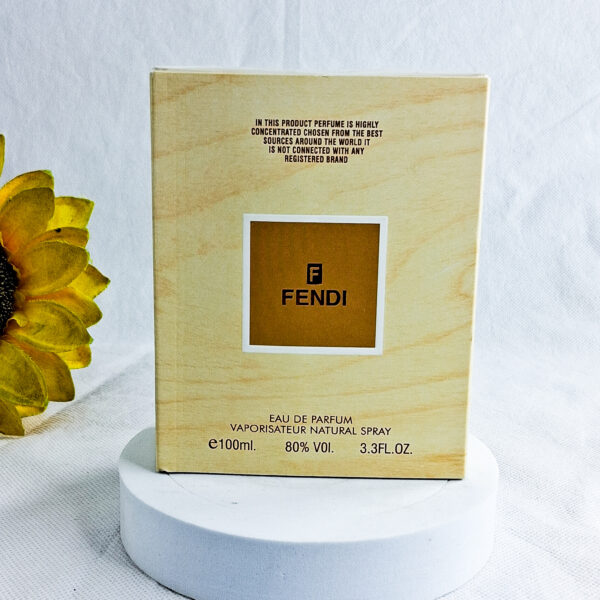 IN THIS PRODUCT PERFUME IS HIGHLY
CONCENTRATED CHOSEN FROM THE BEST
SOURCES AROUND THE WORLD IT
IS NOT CONNECTED WITH ANY
REGISTERED BRAND
F
FENDI
EAU DE PARFUM
VAPORISATEUR NATURAL SPRAY
e100ml. 80% VOl. 3.3FL.OZ.